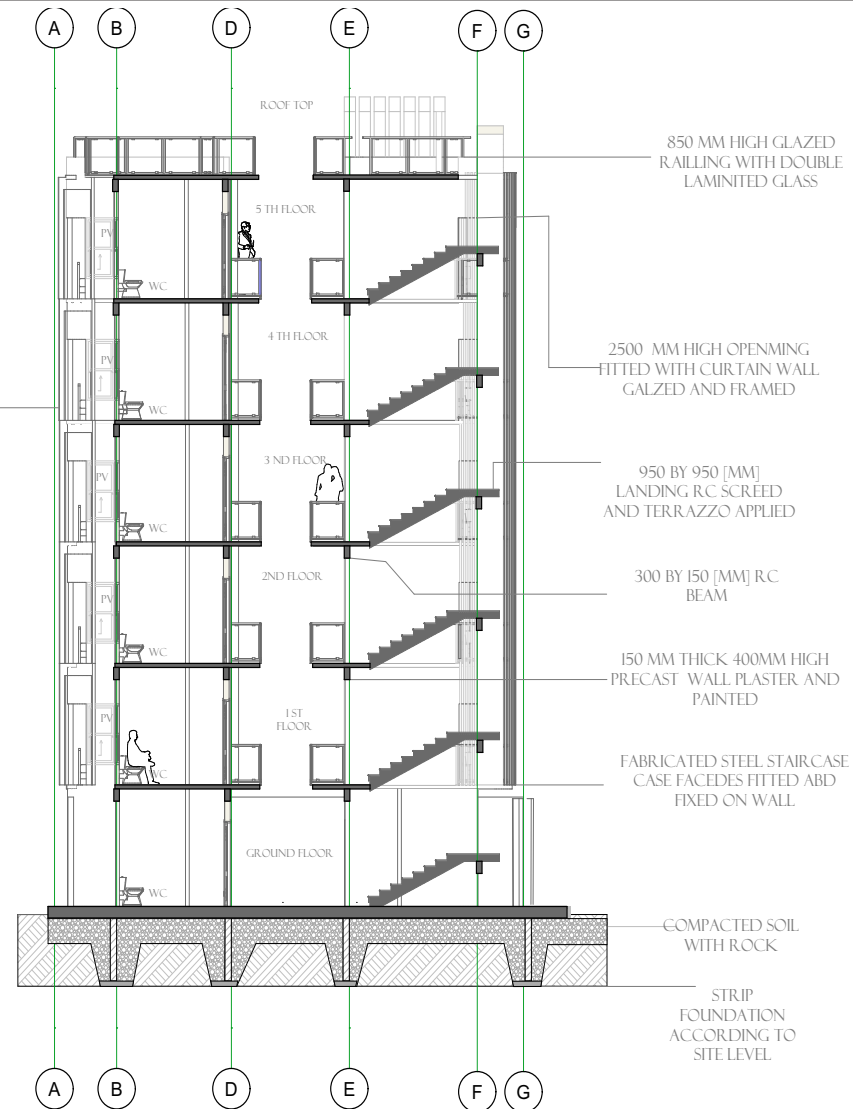 A B D E F G
ROOF TOP
850 MM HIGH GLAZED
RAILLING WITH DOUBLE
LAMINITED GLASS
5 TH FLOOR
PV
WC
4 TH FLOOR
2500 MM HIGH OPENMING
FITTED WITH CURTAIN WALL
GALZED AND FRAMED
PV
WC
3 ND FLOOR
950 BY 950 [MM]
LANDING RC SCREED
AND TERRAZZO APPLIED
PV
WC
2ND FLOOR
300 BY 150 [MM] RC
BEAM
PV
WC
150 MM THICK 400MM HIGH
PRECAST WALL PLASTER AND
PAINTED
1 ST
FLOOR
PV
WC
FABRICATED STEEL STAIRCASE
CASE FACEDES FITTED ABD
FIXED ON WALL
GROUND FLOOR
WC
COMPACTED SOIL
WITH ROCK
STRIP
FOUNDATION
ACCORDING TO
SITE LEVEL
A B D E F G